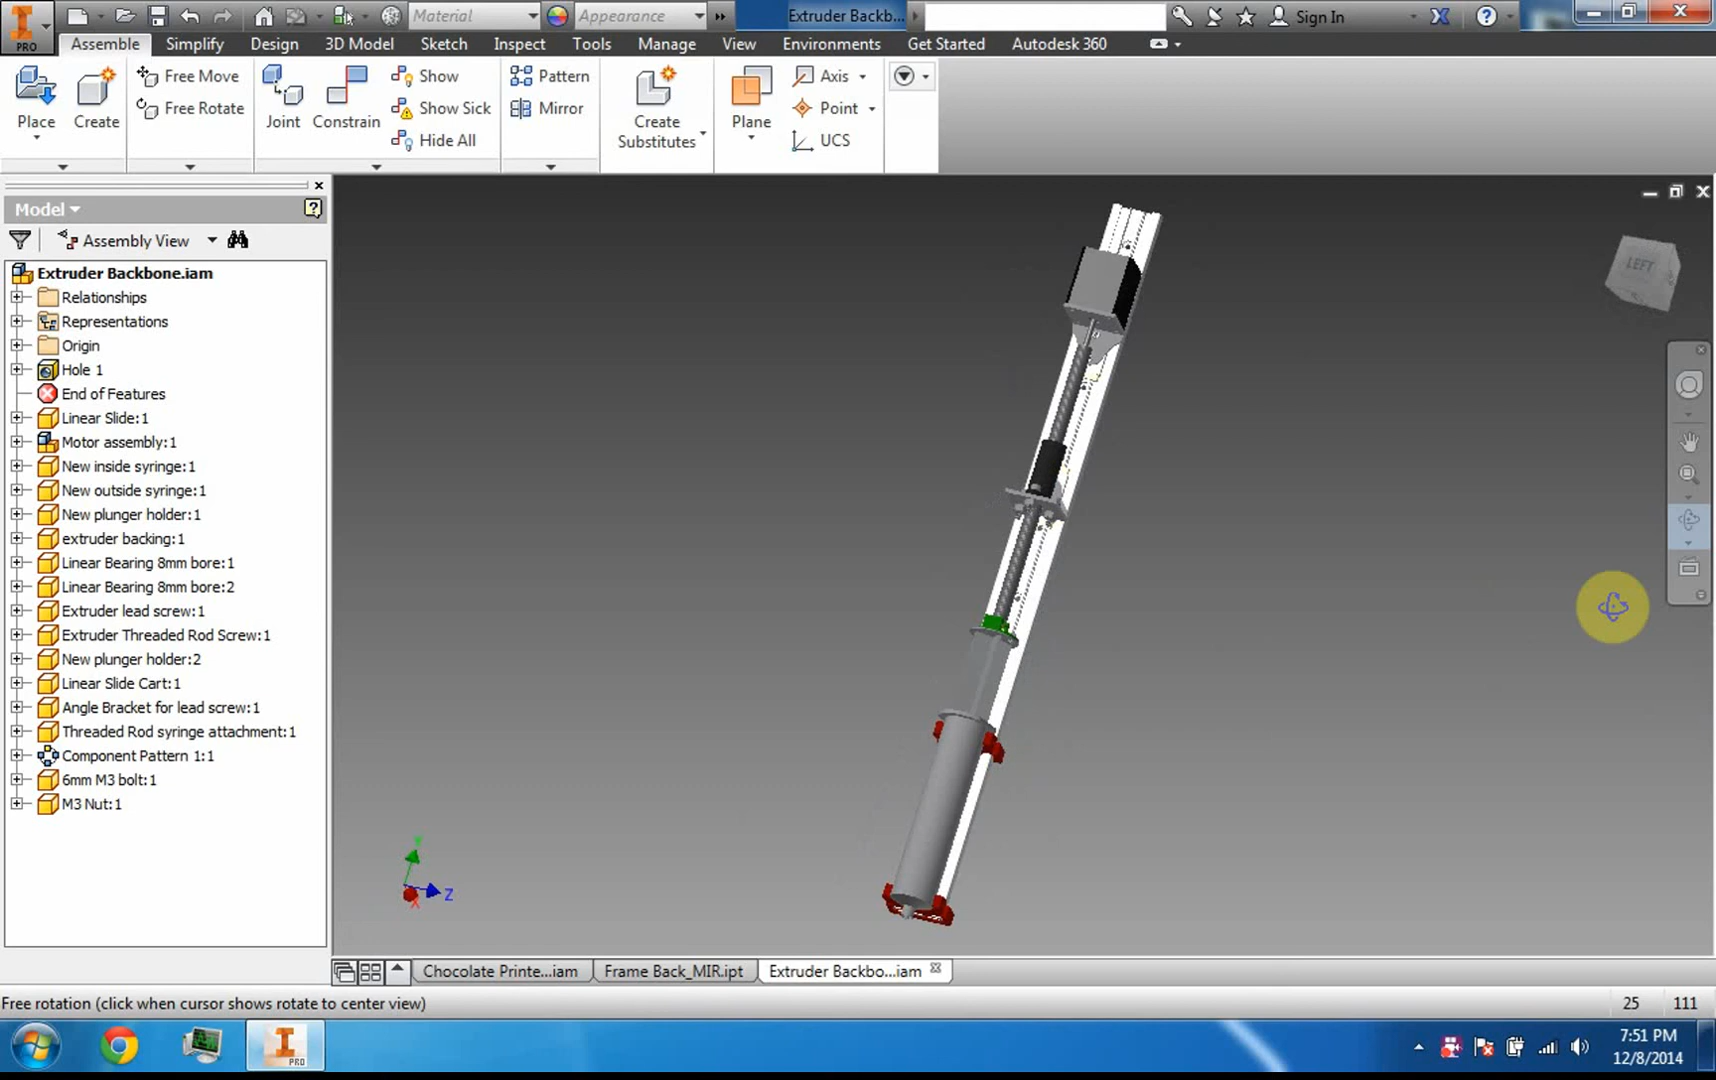 PRO
Material
Appearance
Extruder Backb...
Sign In
Assemble Simplify Design 3D Model Sketch Inspect Tools Manage View Environments Get Started Autodesk 360
Place
Create
Free Move
Free Rotate
Joint
Constrain
Show
Show Sick
Hide All
Pattern
Mirror
Create
Substitutes
Plane
Axis
Point
UCS
Model
Assembly View
Extruder Backbone.iam
Relationships
Representations
Origin
Hole 1
End of Features
Linear Slide:1
Motor assembly:1
New inside syringe:1
New outside syringe:1
New plunger holder:1
extruder backing:1
Linear Bearing 8mm bore:1
Linear Bearing 8mm bore:2
Extruder lead screw:1
Extruder Threaded Rod Screw:1
New plunger holder:2
Linear Slide Cart:1
Angle Bracket for lead screw:1
Threaded Rod syringe attachment:1
Component Pattern 1:1
6mm M3 bolt:1
M3 Nut:1
LEFT
Y
Z
X
Chocolate Printe...iam Frame Back_MIR.ipt Extruder Backbo...iam
Free rotation (click when cursor shows rotate to center view) 25 111
PRO
7:51 PM
12/8/2014